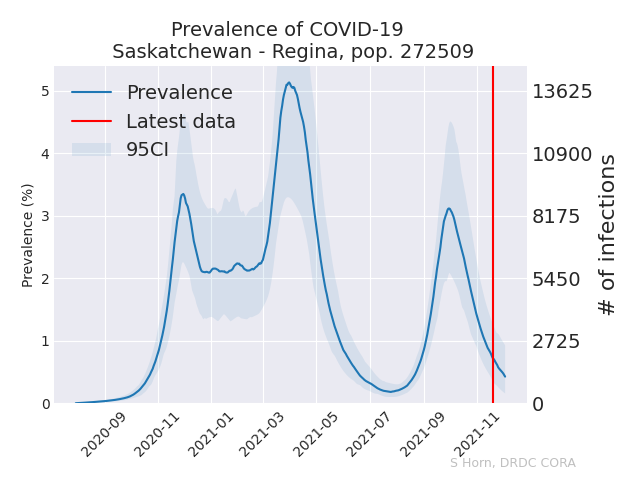 Prevalence of COVID-19
Saskatchewan - Regina, pop. 272509
Prevalence
Latest data
95CI
Prevalence (%)
5
4
3
2
1
0
13625
10900
8175
5450
2725
0
# of infections
2020-09
2020-11
2021-01
2021-03
2021-05
2021-07
2021-09
2021-11
S Horn, DRDC CORA